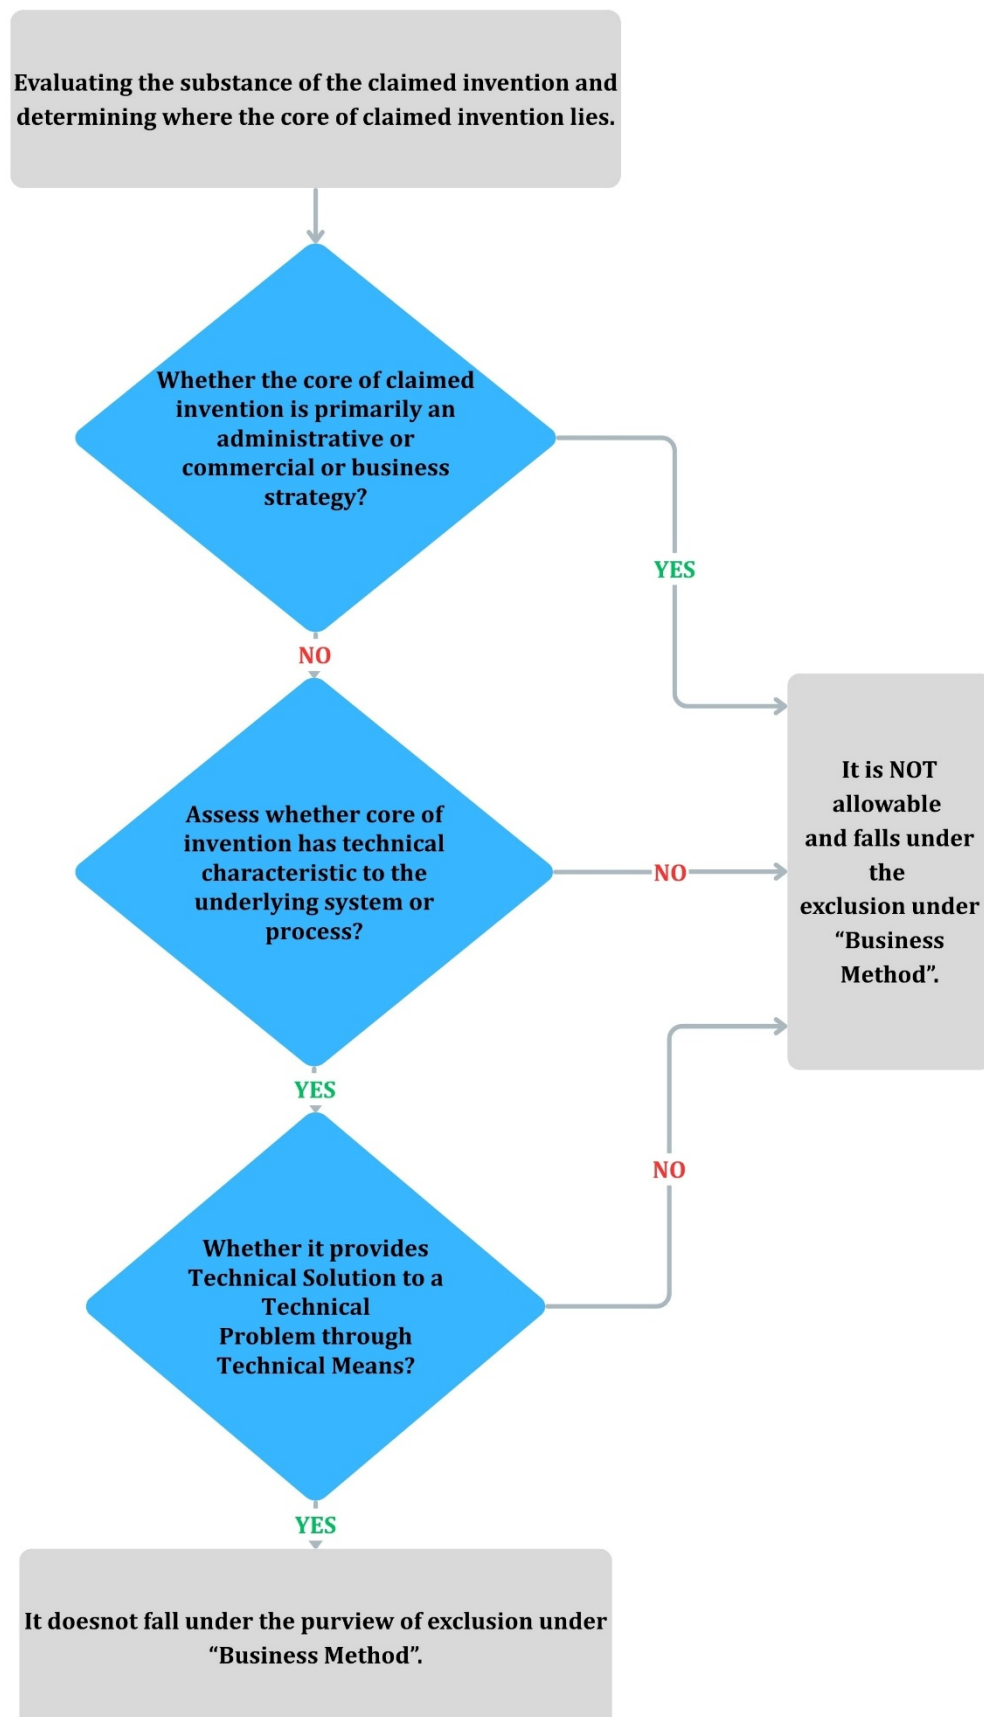 Evaluating the substance of the claimed invention and
determining where the core of claimed invention lies.
Whether the core of claimed
invention is primarily an
administrative or
commercial or business
strategy?
YES
NO
Assess whether core of
invention has technical
characteristic to the
underlying system or
process?
NO
It is NOT
allowable
and falls under
the
exclusion under
“Business
Method”.
YES
Whether it provides
Technical Solution to a
Technical
Problem through
Technical Means?
NO
YES
It doesnot fall under the purview of exclusion under
“Business Method”.